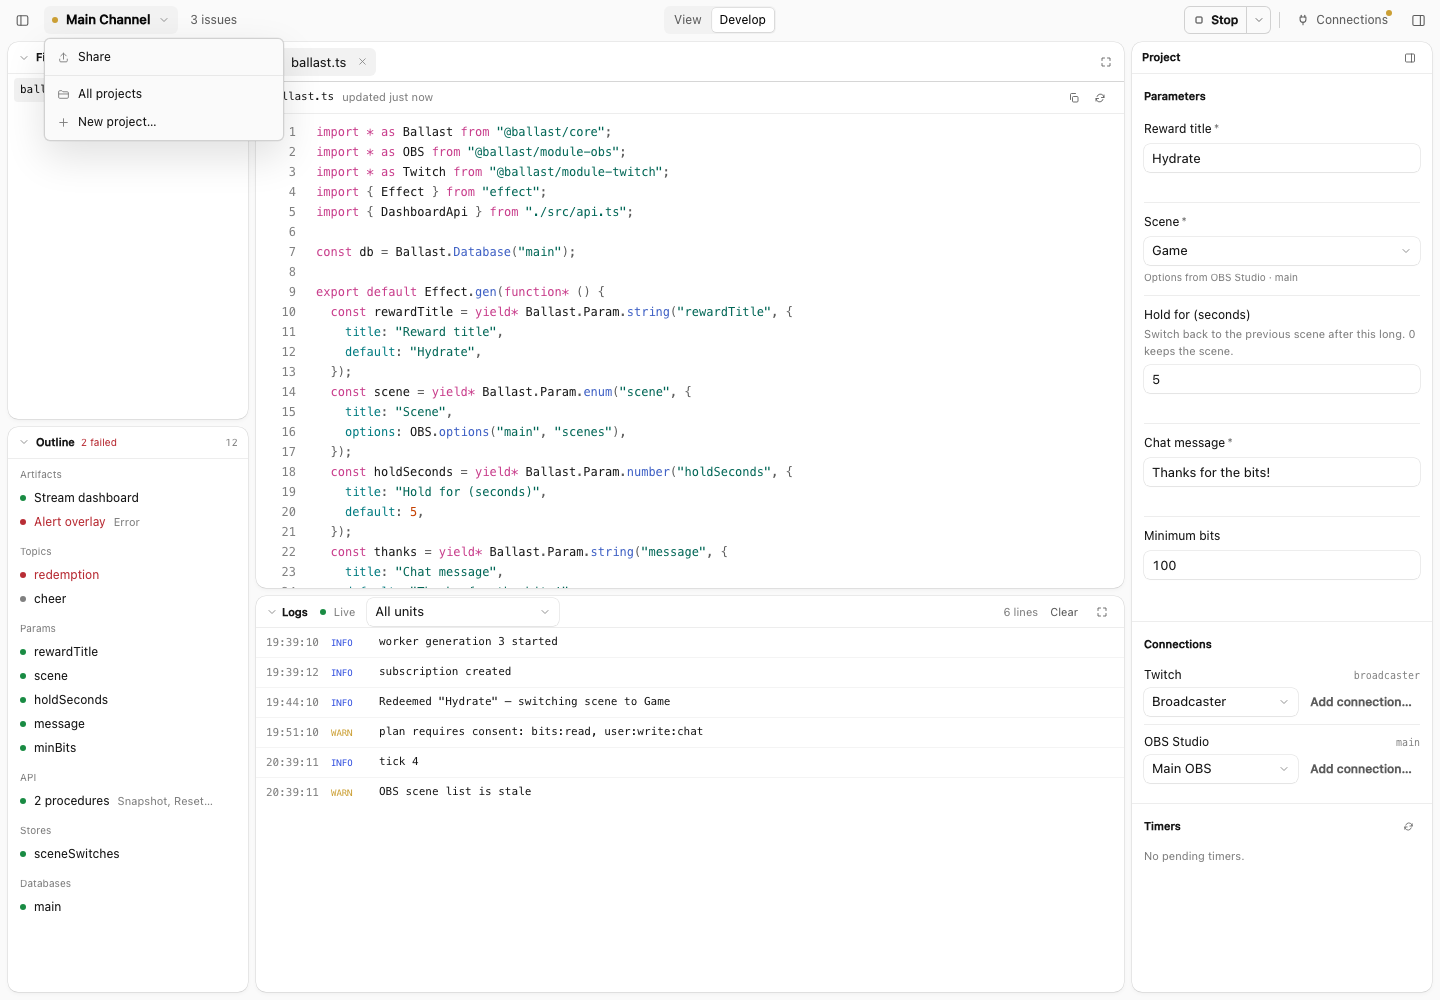 Main Channel
3 issues
View
Develop
Stop
Connections
Share
All projects
New project...
ballast.ts
updated just now
1 import * as Ballast from "@ballast/core";
2 import * as OBS from "@ballast/module-obs";
3 import * as Twitch from "@ballast/module-twitch";
4 import { Effect } from "effect";
5 import { DashboardApi } from "./src/api.ts";
6
7 const db = Ballast.Database("main");
8
9 export default Effect.gen(function* () {
10 const rewardTitle = yield* Ballast.Param.string("rewardTitle", {
11 title: "Reward title",
12 default: "Hydrate",
13 });
14 const scene = yield* Ballast.Param.enum("scene", {
15 title: "Scene",
16 options: OBS.options("main", "scenes"),
17 });
18 const holdSeconds = yield* Ballast.Param.number("holdSeconds", {
19 title: "Hold for (seconds)",
20 default: 5,
21 });
22 const thanks = yield* Ballast.Param.string("message", {
23 title: "Chat message",
Outline 2 failed 12
Artifacts
Stream dashboard
Alert overlay Error
Topics
redemption
cheer
Params
rewardTitle
scene
holdSeconds
message
minBits
API
2 procedures Snapshot, Reset...
Stores
sceneSwitches
Databases
main
Logs Live All units 6 lines Clear
19:39:10 INFO worker generation 3 started
19:39:12 INFO subscription created
19:44:10 INFO Redeemed "Hydrate" — switching scene to Game
19:51:10 WARN plan requires consent: bits:read, user:write:chat
20:39:11 INFO tick 4
20:39:11 WARN OBS scene list is stale
Project
Parameters
Reward title *
Hydrate
Scene *
Game
Options from OBS Studio · main
Hold for (seconds)
Switch back to the previous scene after this long. 0
keeps the scene.
5
Chat message *
Thanks for the bits!
Minimum bits
100
Connections
Twitch broadcaster
Broadcaster Add connection...
OBS Studio main
Main OBS Add connection...
Timers
No pending timers.